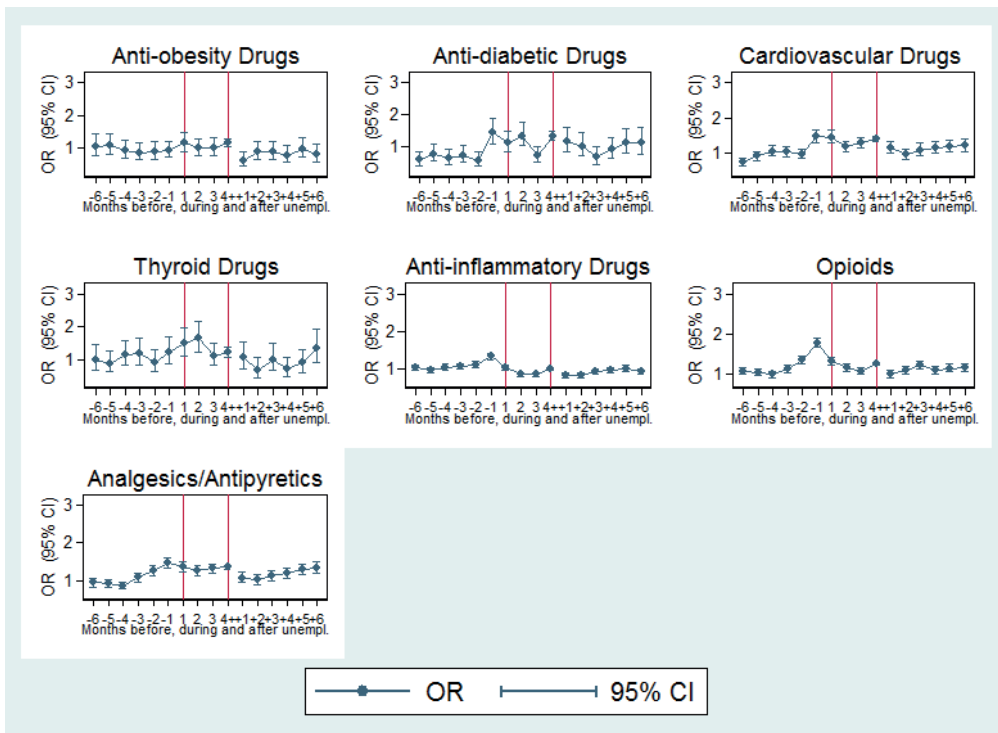 Anti-obesity Drugs
OR (95% CI)
3
2
1
-6 -5 -4 -3 -2 -1 1 2 3 4+ +1 +2 +3 +4 +5 +6
Months before, during and after unempl.
Anti-diabetic Drugs
OR (95% CI)
3
2
1
-6 -5 -4 -3 -2 -1 1 2 3 4+ +1 +2 +3 +4 +5 +6
Months before, during and after unempl.
Cardiovascular Drugs
OR (95% CI)
3
2
1
-6 -5 -4 -3 -2 -1 1 2 3 4+ +1 +2 +3 +4 +5 +6
Months before, during and after unempl.
Thyroid Drugs
OR (95% CI)
3
2
1
-6 -5 -4 -3 -2 -1 1 2 3 4+ +1 +2 +3 +4 +5 +6
Months before, during and after unempl.
Anti-inflammatory Drugs
OR (95% CI)
3
2
1
-6 -5 -4 -3 -2 -1 1 2 3 4+ +1 +2 +3 +4 +5 +6
Months before, during and after unempl.
Opioids
OR (95% CI)
3
2
1
-6 -5 -4 -3 -2 -1 1 2 3 4+ +1 +2 +3 +4 +5 +6
Months before, during and after unempl.
Analgesics/Antipyretics
OR (95% CI)
3
2
1
-6 -5 -4 -3 -2 -1 1 2 3 4+ +1 +2 +3 +4 +5 +6
Months before, during and after unempl.
OR 95% CI